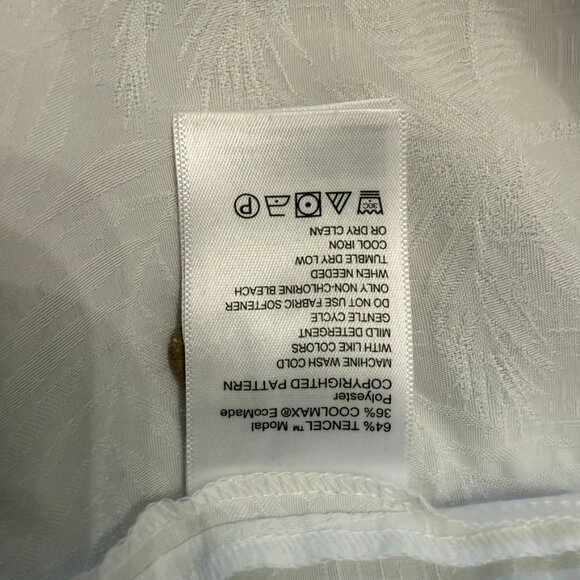 64% TENCEL™ Modal
36% COOLMAX® EcoMade
Polyester
COPYRIGHTED PATTERN
MACHINE WASH COLD
WITH LIKE COLORS
MILD DETERGENT
GENTLE CYCLE
DO NOT USE FABRIC SOFTENER
ONLY NON-CHLORINE BLEACH
WHEN NEEDED
TUMBLE DRY LOW
COOL IRON
OR DRY CLEAN
30C P